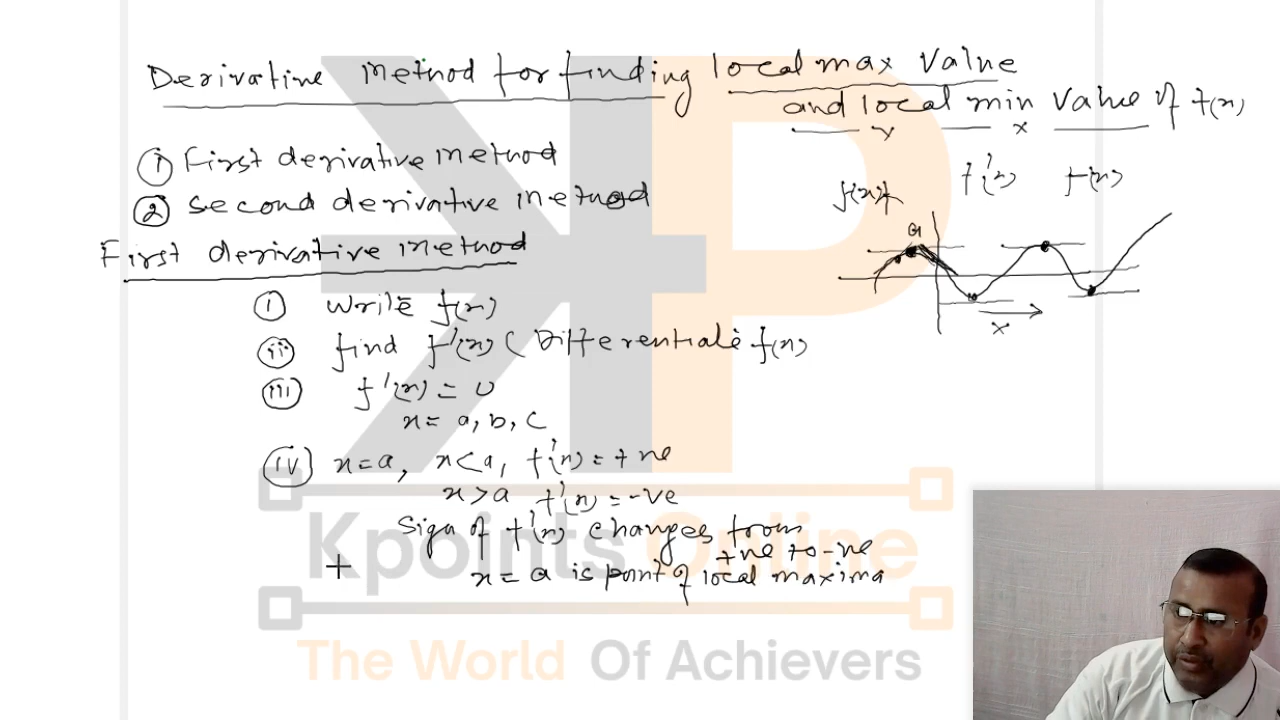 Derivative method for finding local max value
and local min value of f(x)
① First derivative method
② second derivative method
First derivative method
f(x)
f'(x) f(x)
G
x
(i) write f(x)
(ii) find f'(x) ( Differentiate f(x)
(iii) f'(x) = 0
x = a, b, c
(iv) x = a, x < a, f'(x) = +ve
x > a f'(x) = -ve
Sign of f'(x) changes from
+ve to -ve
x = a is point of local maxima
Kpoints Online
The World Of Achievers